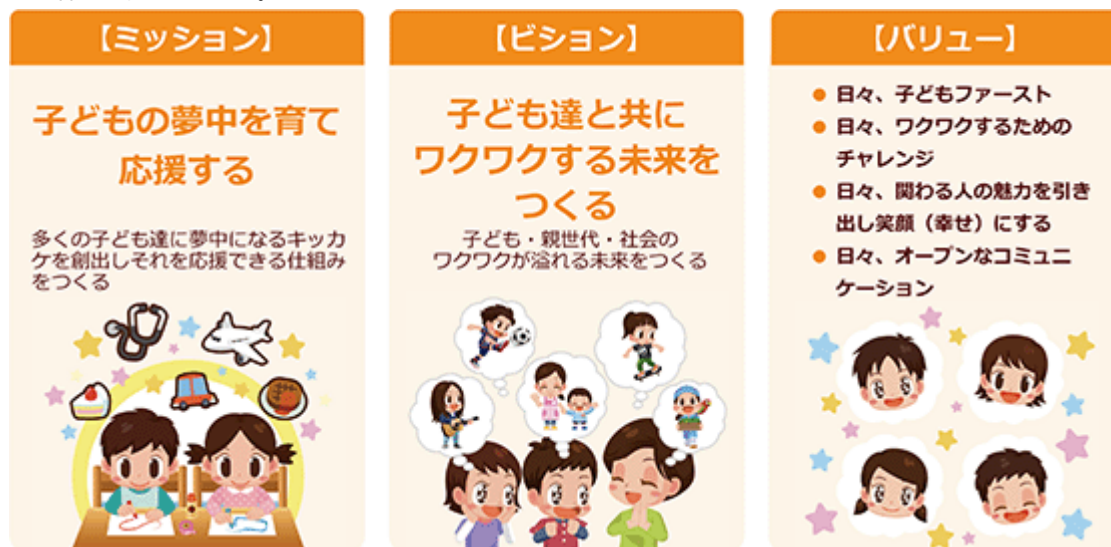 【ミッション】
子どもの夢中を育て
応援する
多くの子ども達に夢中になるキッカ
ケを創出しそれを応援できる仕組み
をつくる
【ビション】
子ども達と共に
ワクワクする未来を
つくる
子ども・親世代・社会の
ワクワクが溢れる未来をつくる
【バリュー】
● 日々、子どもファースト
● 日々、ワクワクするための
チャレンジ
● 日々、関わる人の魅力を引き
出し笑顔（幸せ）にする
● 日々、オープンなコミュニ
ケーション